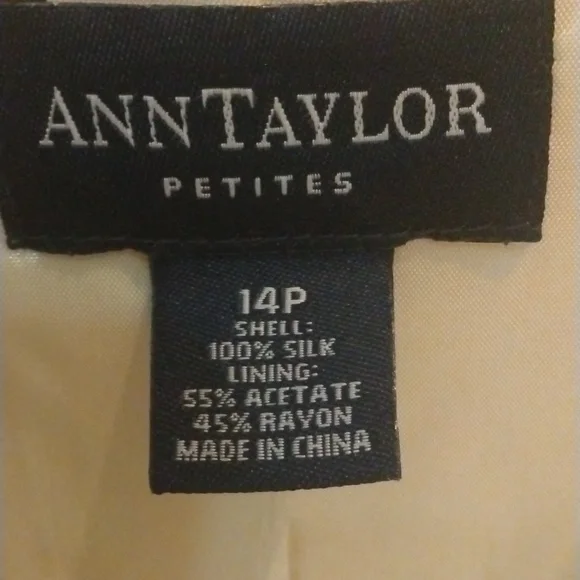 ANNTAYLOR
PETITES
14P
SHELL:
100% SILK
LINING:
55% ACETATE
45% RAYON
MADE IN CHINA